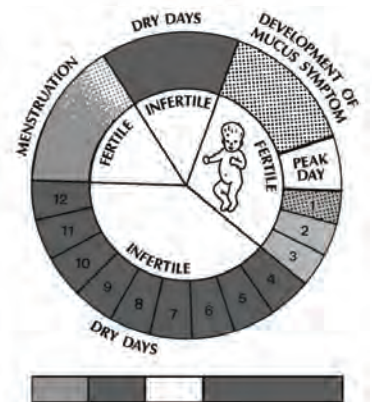 DRY DAYS
DEVELOPMENT OF
MUCUS SYMPTOM
MENSTRUATION
FERTILE
INFERTILE
FERTILE
PEAK
DAY
1
2
3
4
5
6
7
8
9
10
11
12
INFERTILE
DRY DAYS